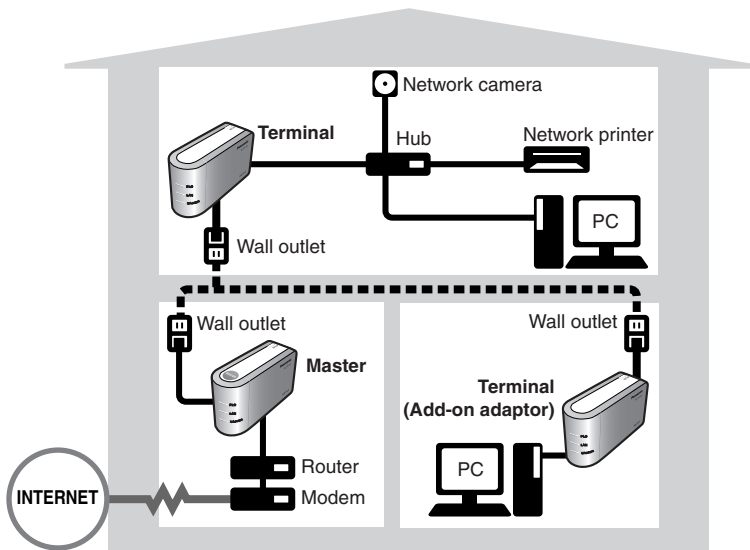 Network camera
Terminal
Hub
Network printer
PC
Wall outlet
Wall outlet
Master
Router
Modem
INTERNET
Wall outlet
Terminal
(Add-on adaptor)
PC